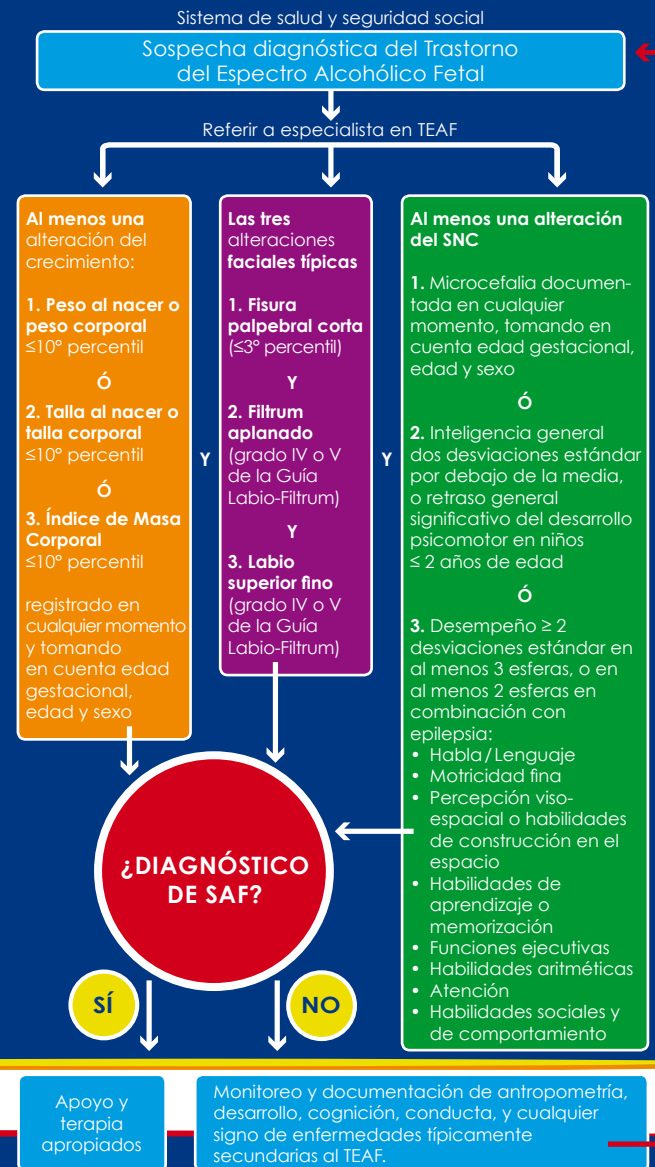 Sistema de salud y seguridad social
Sospecha diagnóstica del Trastorno
del Espectro Alcohólico Fetal
Referir a especialista en TEAF
Al menos una
alteración del
crecimiento:
1. Peso al nacer o
peso corporal
≤10° percentil
Ó
2. Talla al nacer o
talla corporal
≤10° percentil
Ó
3. Índice de Masa
Corporal
≤10° percentil
registrado en
cualquier momento
y tomando
en cuenta edad
gestacional,
edad y sexo
Y
Las tres
alteraciones
faciales típicas
1. Fisura
palpebral corta
(≤3° percentil)
Y
2. Filtrum
aplanado
(grado IV o V
de la Guía
Labio-Filtrum)
Y
3. Labio
superior fino
(grado IV o V
de la Guía
Labio-Filtrum)
Y
Al menos una alteración
del SNC
1. Microcefalia documen-
tada en cualquier
momento, tomando en
cuenta edad gestacional,
edad y sexo
Ó
2. Inteligencia general
dos desviaciones estándar
por debajo de la media,
o retraso general
significativo del desarrollo
psicomotor en niños
≤ 2 años de edad
Ó
3. Desempeño ≥ 2
desviaciones estándar en
al menos 3 esferas, o en
al menos 2 esferas en
combinación con
epilepsia:
• Habla/Lenguaje
• Motricidad fina
• Percepción viso-
espacial o habilidades
de construcción en el
espacio
• Habilidades de
aprendizaje o
memorización
• Funciones ejecutivas
• Habilidades aritméticas
• Atención
• Habilidades sociales y
de comportamiento
¿DIAGNÓSTICO
DE SAF?
SÍ
NO
Apoyo y
terapia
apropiados
Monitoreo y documentación de antropometría,
desarrollo, cognición, conducta, y cualquier
signo de enfermedades típicamente
secundarias al TEAF.